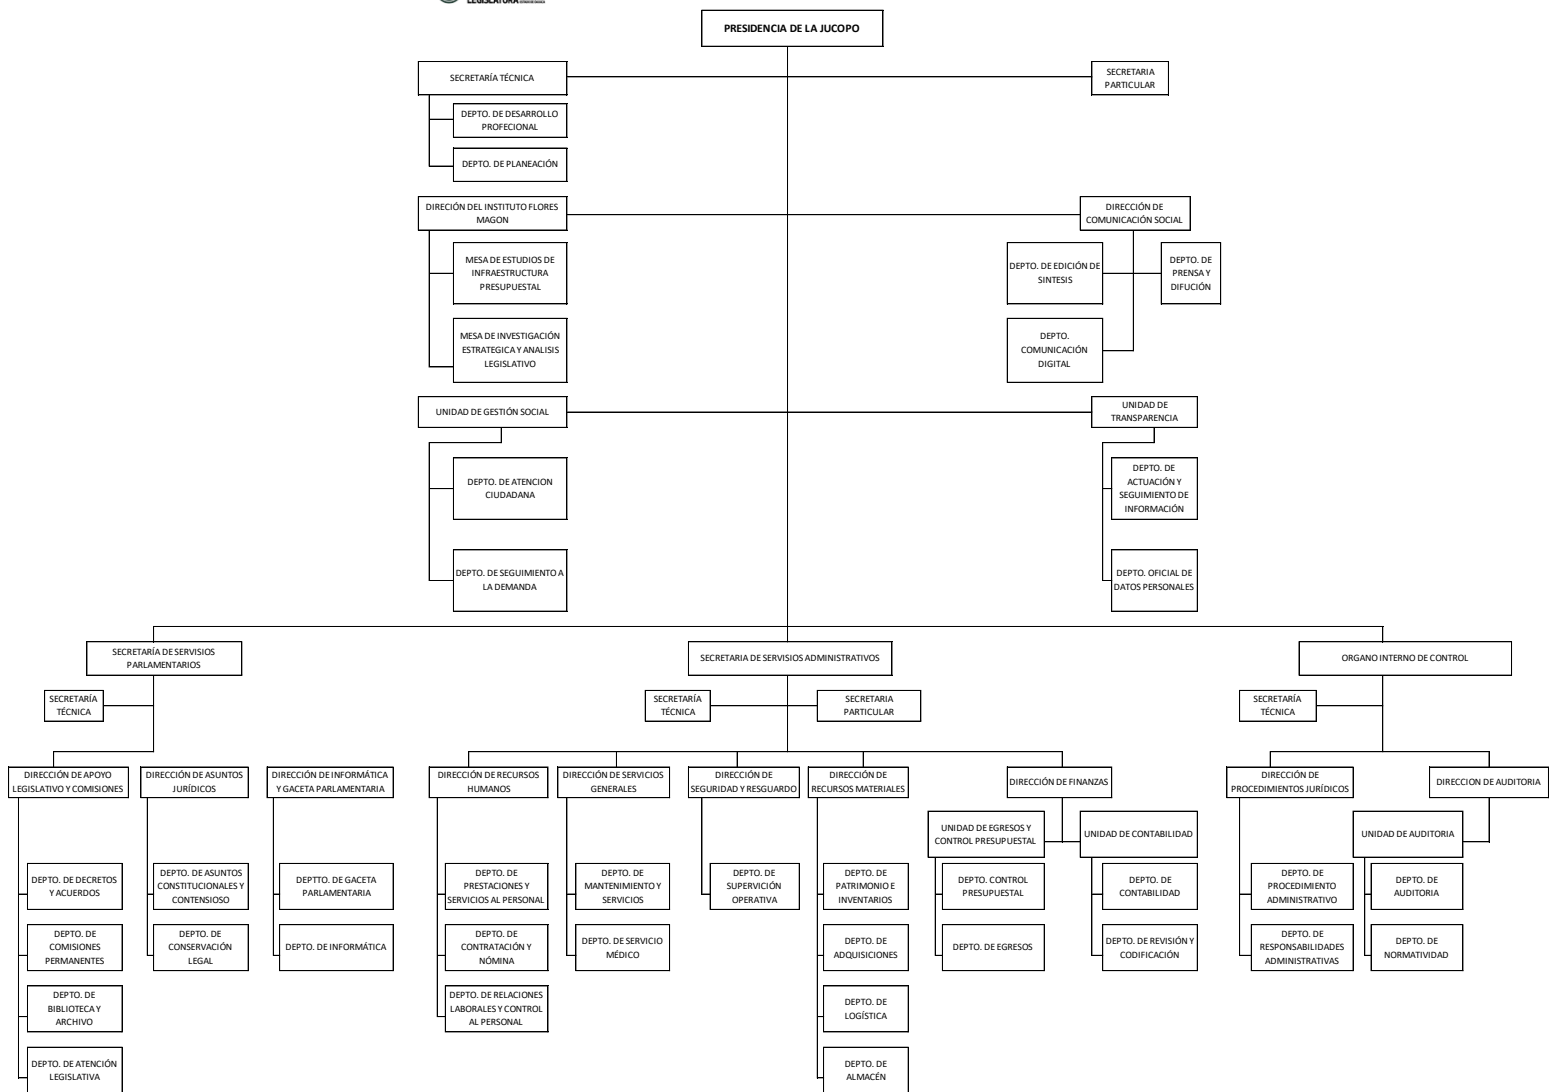 LEGISLATURA
PRESIDENCIA DE LA JUCOPO
SECRETARÍA TÉCNICA
SECRETARIA
PARTICULAR
DEPTO. DE DESARROLLO
PROFECIONAL
DEPTO. DE PLANEACIÓN
DIRECIÓN DEL INSTITUTO FLORES
MAGON
DIRECCIÓN DE
COMUNICACIÓN SOCIAL
MESA DE ESTUDIOS DE
INFRAESTRUCTURA
PRESUPUESTAL
DEPTO. DE EDICIÓN DE
SINTESIS
DEPTO. DE
PRENSA Y
DIFUCIÓN
MESA DE INVESTIGACIÓN
ESTRATEGICA Y ANALISIS
LEGISLATIVO
DEPTO.
COMUNICACIÓN
DIGITAL
UNIDAD DE GESTIÓN SOCIAL
UNIDAD DE
TRANSPARENCIA
DEPTO. DE ATENCION
CIUDADANA
DEPTO. DE
ACTUACIÓN Y
SEGUIMIENTO DE
INFORMACIÓN
DEPTO. DE SEGUIMIENTO A
LA DEMANDA
DEPTO. OFICIAL DE
DATOS PERSONALES
SECRETARÍA DE SERVISIOS
PARLAMENTARIOS
SECRETARIA DE SERVISIOS ADMINISTRATIVOS
ORGANO INTERNO DE CONTROL
SECRETARÍA
TÉCNICA
SECRETARÍA
TÉCNICA
SECRETARIA
PARTICULAR
SECRETARÍA
TÉCNICA
DIRECCIÓN DE APOYO
LEGISLATIVO Y COMISIONES
DIRECCIÓN DE ASUNTOS
JURÍDICOS
DIRECCIÓN DE INFORMÁTICA
Y GACETA PARLAMENTARIA
DIRECCIÓN DE RECURSOS
HUMANOS
DIRECCIÓN DE SERVICIOS
GENERALES
DIRECCIÓN DE
SEGURIDAD Y RESGUARDO
DIRECCIÓN DE
RECURSOS MATERIALES
DIRECCIÓN DE FINANZAS
DIRECCIÓN DE
PROCEDIMIENTOS JURÍDICOS
DIRECCION DE AUDITORIA
UNIDAD DE EGRESOS Y
CONTROL PRESUPUESTAL
UNIDAD DE CONTABILIDAD
UNIDAD DE AUDITORIA
DEPTO. DE DECRETOS
Y ACUERDOS
DEPTO. DE ASUNTOS
CONSTITUCIONALES Y
CONTENSIOSO
DEPTTO. DE GACETA
PARLAMENTARIA
DEPTO. DE
PRESTACIONES Y
SERVICIOS AL PERSONAL
DEPTO. DE
MANTENIMIENTO Y
SERVICIOS
DEPTO. DE
SUPERVICIÓN
OPERATIVA
DEPTO. DE
PATRIMONIO E
INVENTARIOS
DEPTO. CONTROL
PRESUPUESTAL
DEPTO. DE
CONTABILIDAD
DEPTO. DE
PROCEDIMIENTO
ADMINISTRATIVO
DEPTO. DE
AUDITORIA
DEPTO. DE
COMISIONES
PERMANENTES
DEPTO. DE
CONSERVACIÓN
LEGAL
DEPTO. DE INFORMÁTICA
DEPTO. DE
CONTRATACIÓN Y
NÓMINA
DEPTO. DE SERVICIO
MÉDICO
DEPTO. DE
ADQUISICIONES
DEPTO. DE EGRESOS
DEPTO. DE REVISIÓN Y
CODIFICACIÓN
DEPTO. DE
RESPONSABILIDADES
ADMINISTRATIVAS
DEPTO. DE
NORMATIVIDAD
DEPTO. DE
BIBLIOTECA Y
ARCHIVO
DEPTO. DE RELACIONES
LABORALES Y CONTROL
AL PERSONAL
DEPTO. DE
LOGÍSTICA
DEPTO. DE ATENCIÓN
LEGISLATIVA
DEPTO. DE
ALMACÉN